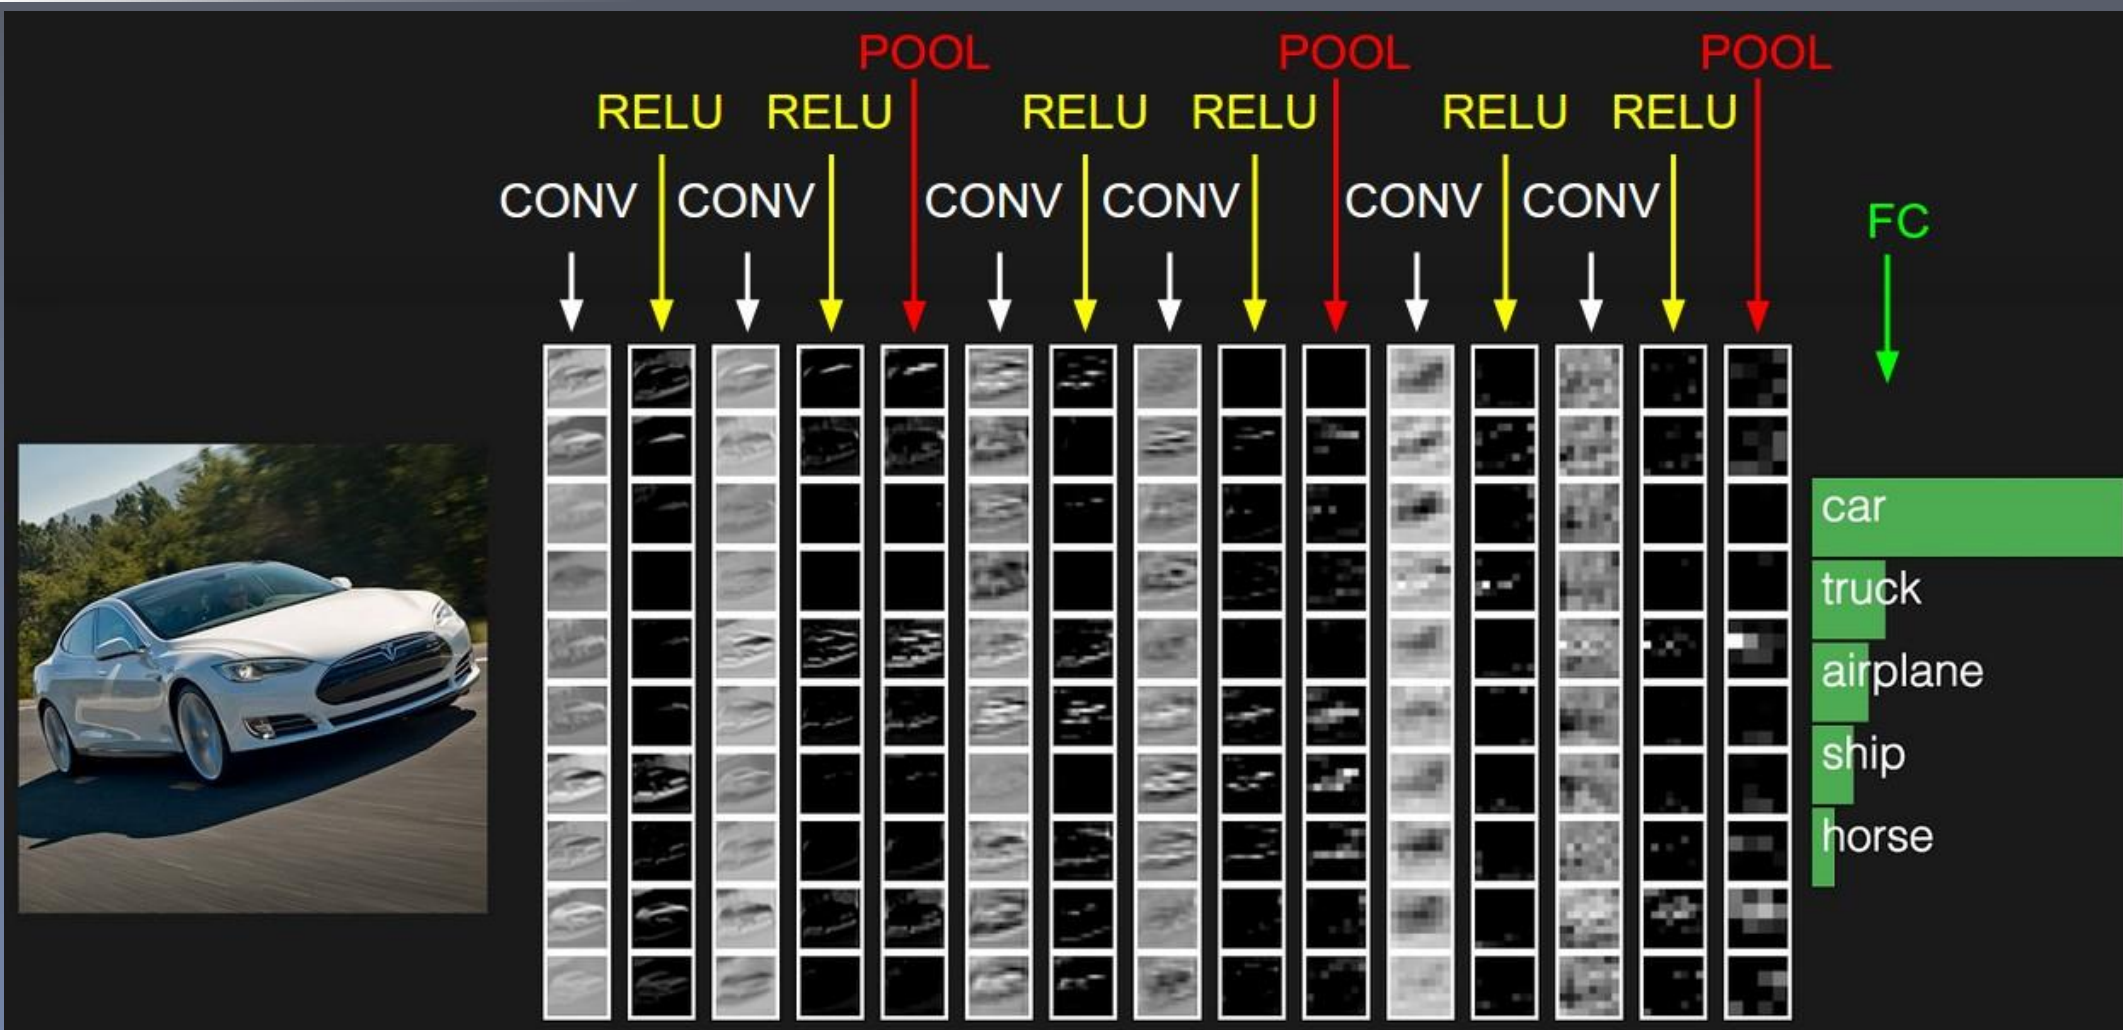 POOL POOL POOL
RELU RELU RELU RELU RELU RELU
CONV CONV CONV CONV CONV CONV
FC
car
truck
airplane
ship
horse